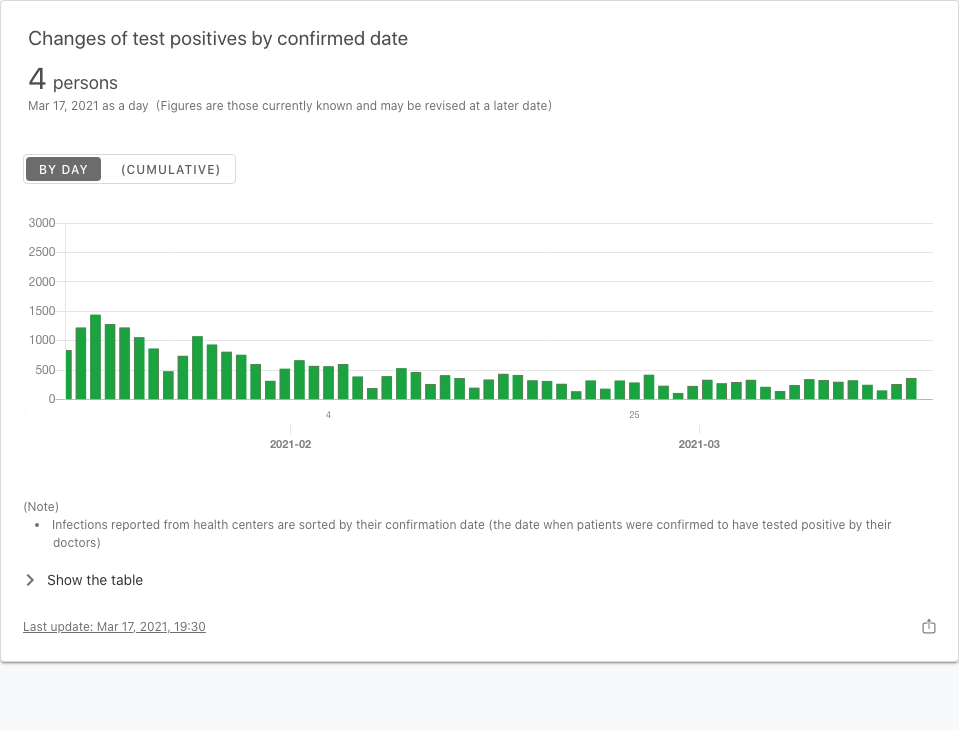 Changes of test positives by confirmed date
4 persons
Mar 17, 2021 as a day (Figures are those currently known and may be revised at a later date)
BY DAY (CUMULATIVE)
3000
2500
2000
1500
1000
500
0
4 25
2021-02 2021-03
(Note)
• Infections reported from health centers are sorted by their confirmation date (the date when patients were confirmed to have tested positive by their
doctors)
Show the table
Last update: Mar 17, 2021, 19:30